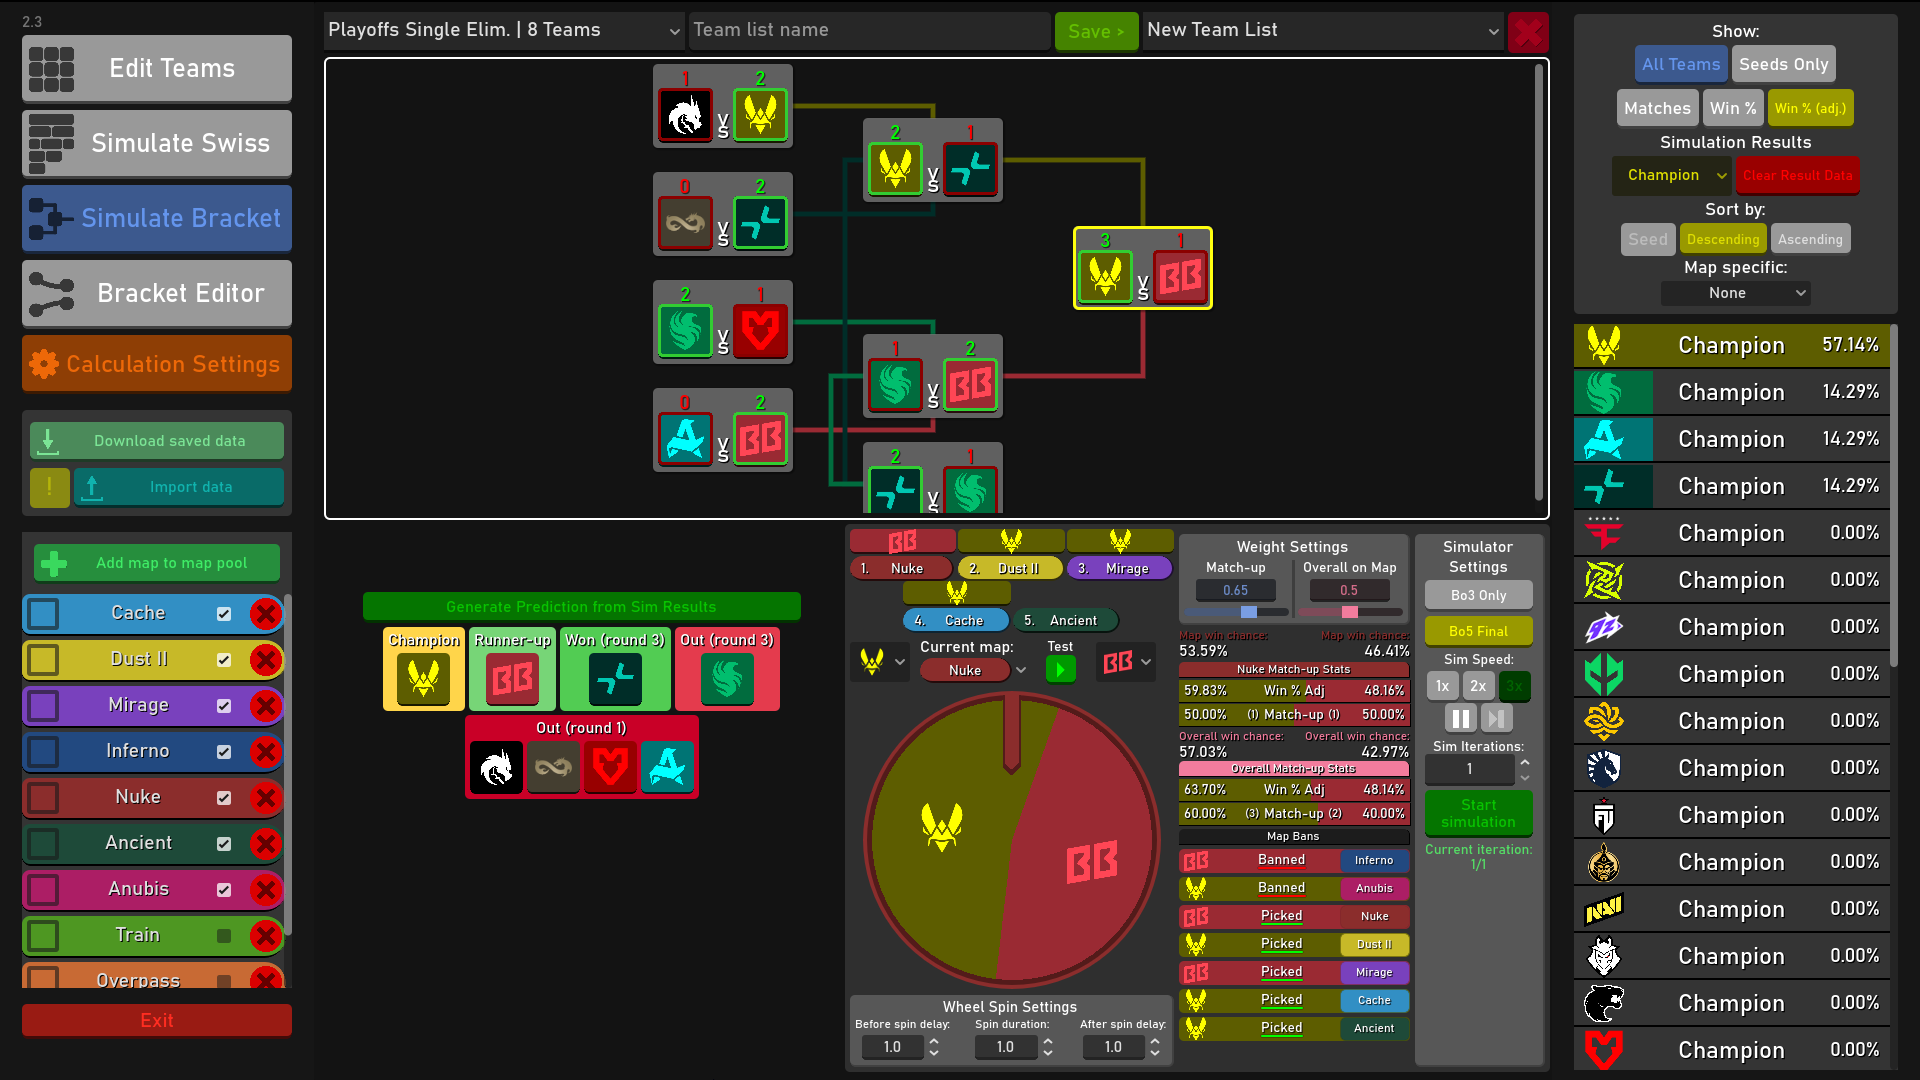 2.3
Edit Teams
Simulate Swiss
Simulate Bracket
Bracket Editor
Calculation Settings
Download saved data
!
Import data
Add map to map pool
Cache
Dust II
Mirage
Inferno
Nuke
Ancient
Anubis
Train
Overpass
Exit
Playoffs Single Elim. | 8 Teams
Team list name
Save >
New Team List
1 2
VS
0 2
VS
2 1
VS
0 2
VS
2 1
VS
1 2
VS
2 1
VS
3 1
VS
Generate Prediction from Sim Results
Champion
Runner-up
Won (round 3)
Out (round 3)
Out (round 1)
1. Nuke
2. Dust II
3. Mirage
4. Cache
5. Ancient
Current map:
Nuke
Test
Wheel Spin Settings
Before spin delay:
1.0
Spin duration:
1.0
After spin delay:
1.0
Weight Settings
Match-up
0.65
Overall on Map
0.5
Map win chance: Map win chance:
53.59% 46.41%
Nuke Match-up Stats
59.83% Win % Adj 48.16%
50.00% (1) Match-up (1) 50.00%
Overall win chance: Overall win chance:
57.03% 42.97%
Overall Match-up Stats
63.70% Win % Adj 48.14%
60.00% (3) Match-up (2) 40.00%
Map Bans
Banned Inferno
Banned Anubis
Picked Nuke
Picked Dust II
Picked Mirage
Picked Cache
Picked Ancient
Simulator
Settings
Bo3 Only
Bo5 Final
Sim Speed:
1x 2x 3x
Sim Iterations:
1
Start
simulation
Current iteration:
1/1
Show:
All Teams
Seeds Only
Matches
Win %
Win % (adj.)
Simulation Results
Champion
Clear Result Data
Sort by:
Seed
Descending
Ascending
Map specific:
None
Champion 57.14%
Champion 14.29%
Champion 14.29%
Champion 14.29%
Champion 0.00%
Champion 0.00%
Champion 0.00%
Champion 0.00%
Champion 0.00%
Champion 0.00%
Champion 0.00%
Champion 0.00%
Champion 0.00%
Champion 0.00%
Champion 0.00%
Champion 0.00%